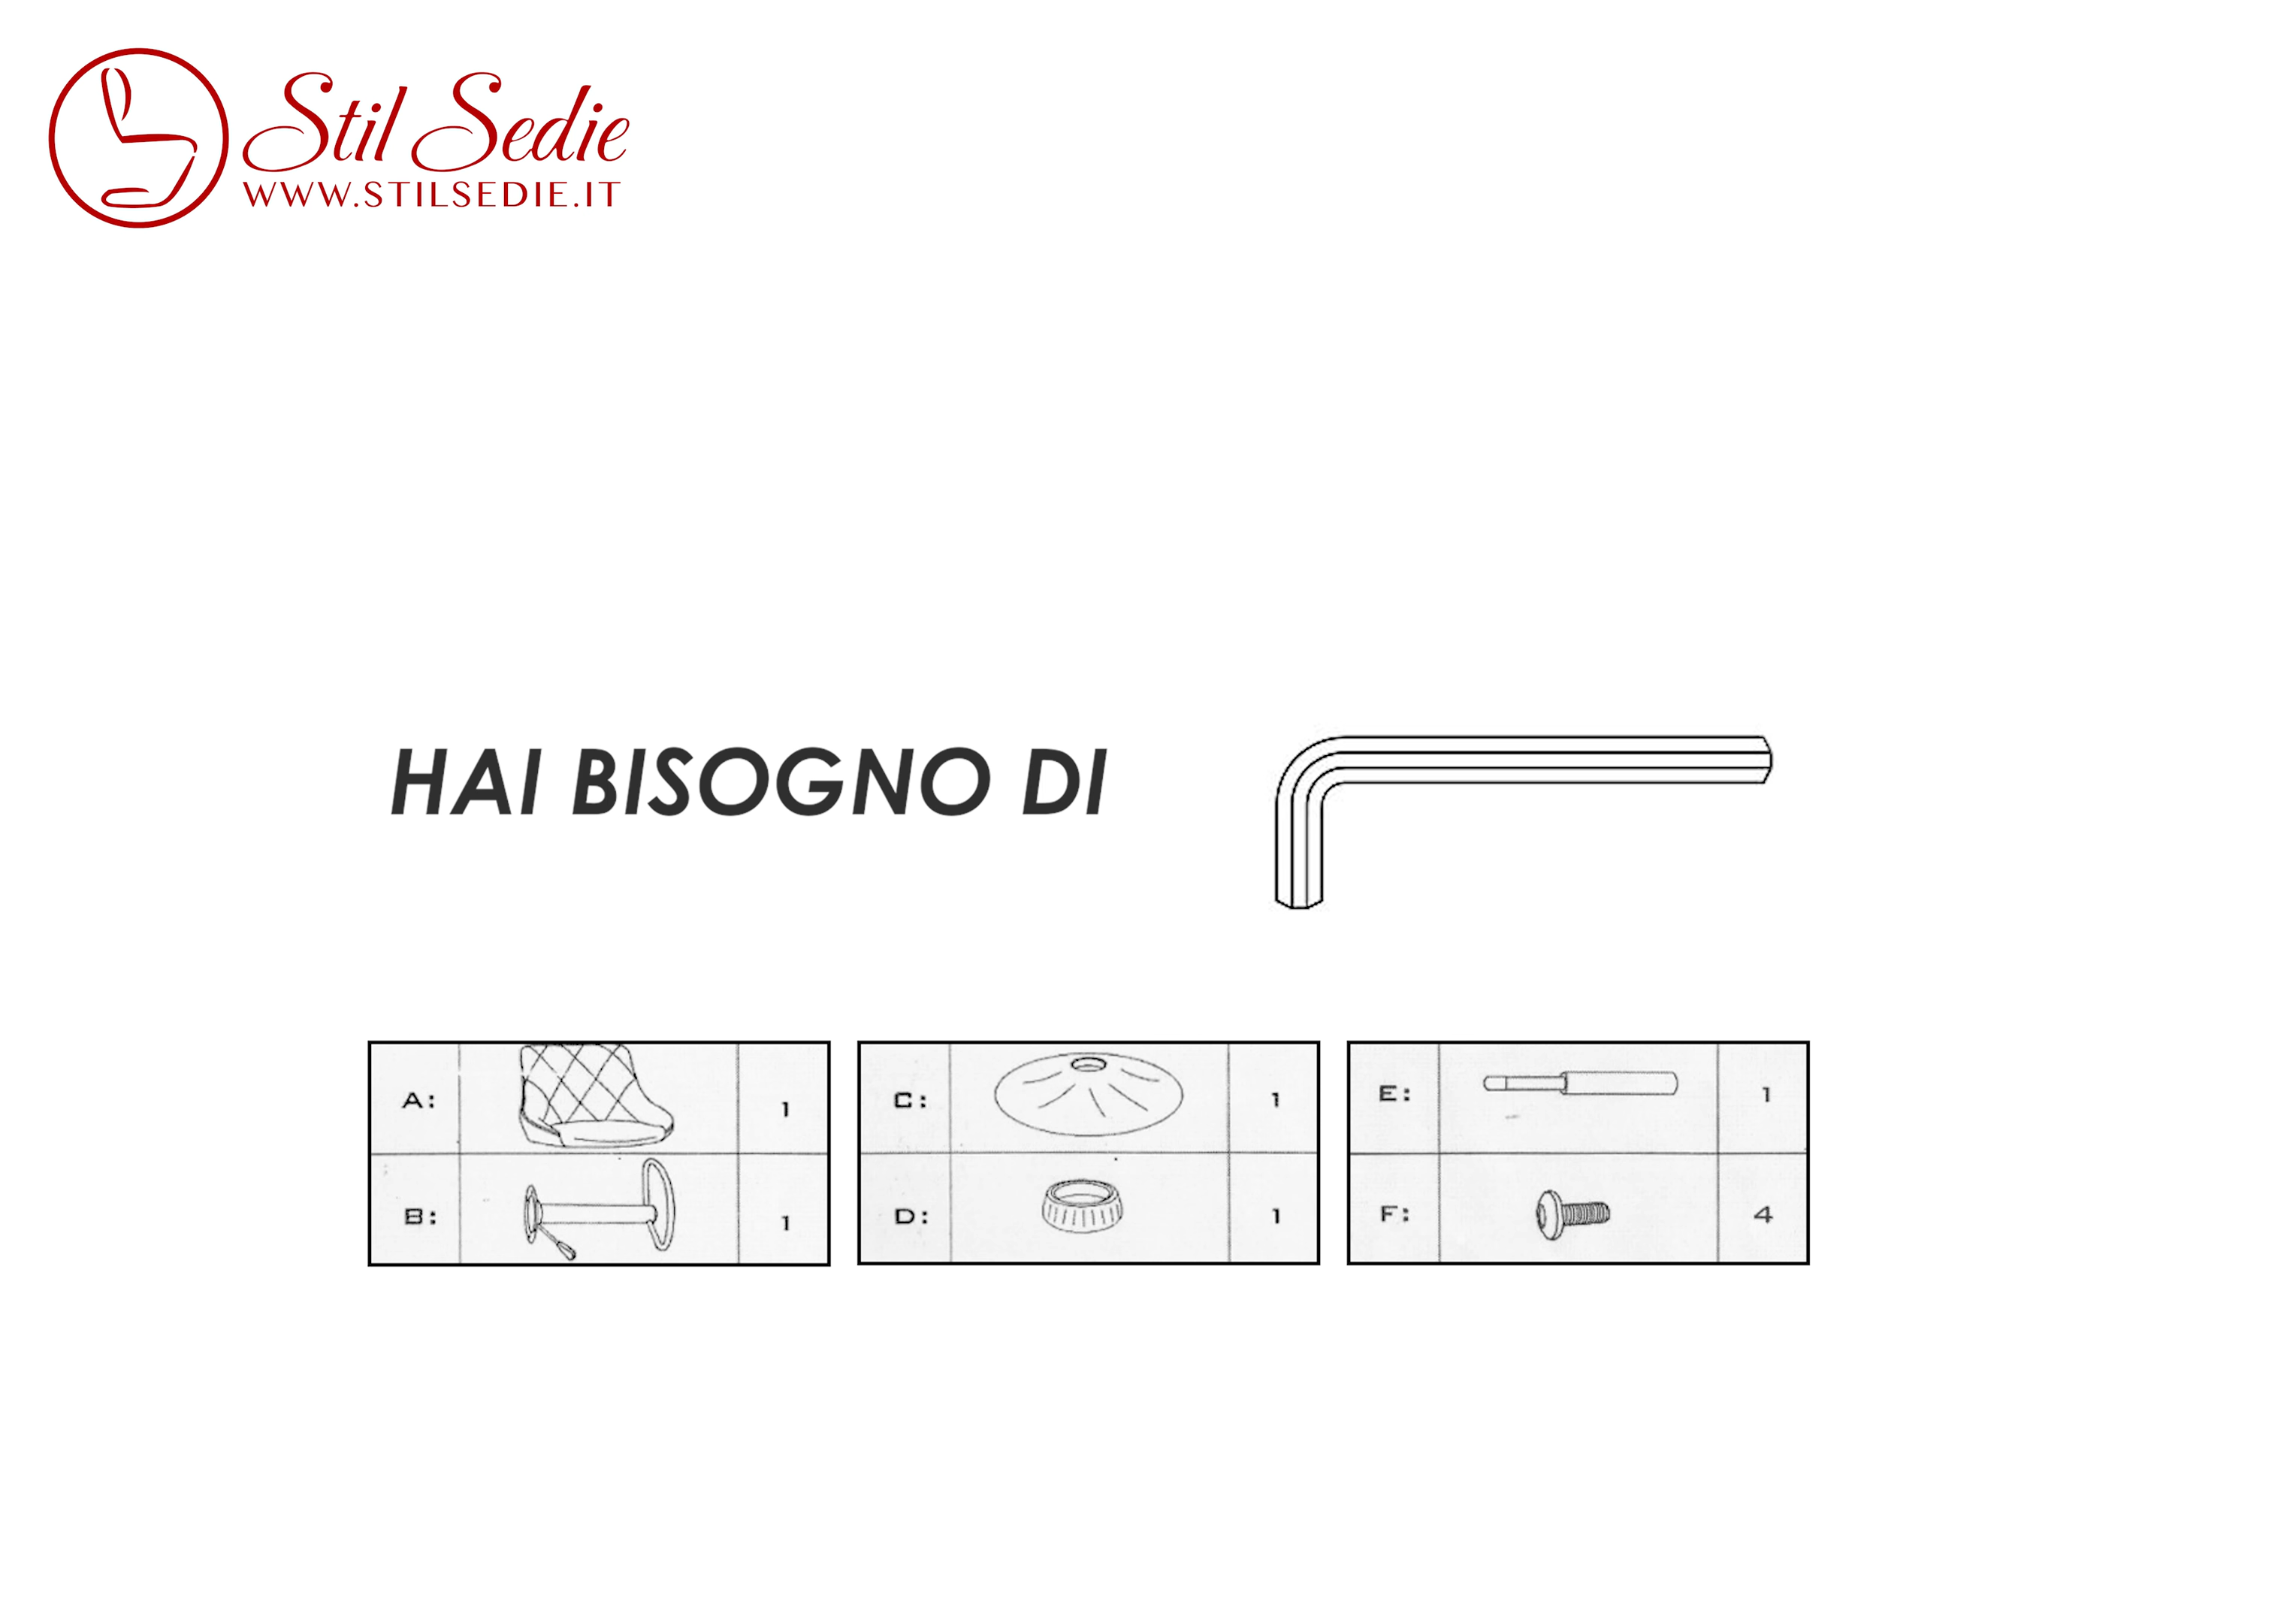 Stil Sedie
WWW.STILSEDIE.IT
HAI BISOGNO DI
A: 1
B: 1
C: 1
D: 1
E: 1
F: 4